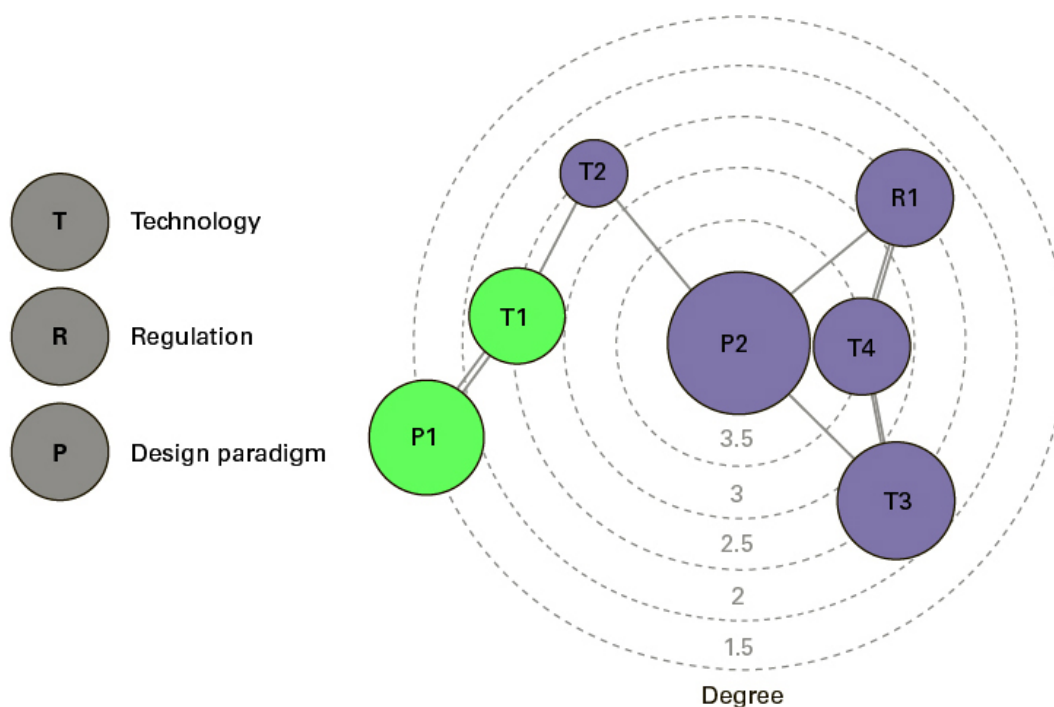 T Technology
R Regulation
P Design paradigm
T2
R1
T1
P2
T4
P1
T3
3.5
3
2.5
2
1.5
Degree